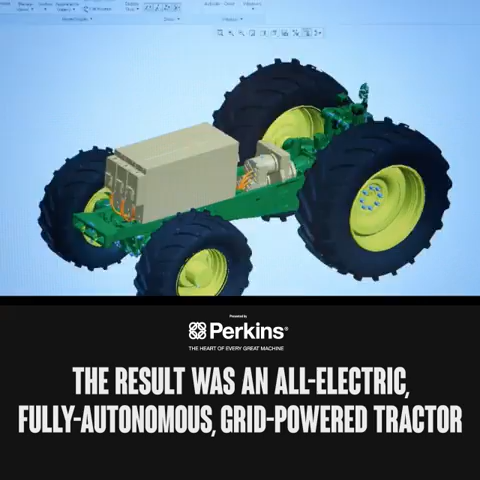 Presented by
Perkins®
THE HEART OF EVERY GREAT MACHINE
THE RESULT WAS AN ALL-ELECTRIC,
FULLY-AUTONOMOUS, GRID-POWERED TRACTOR